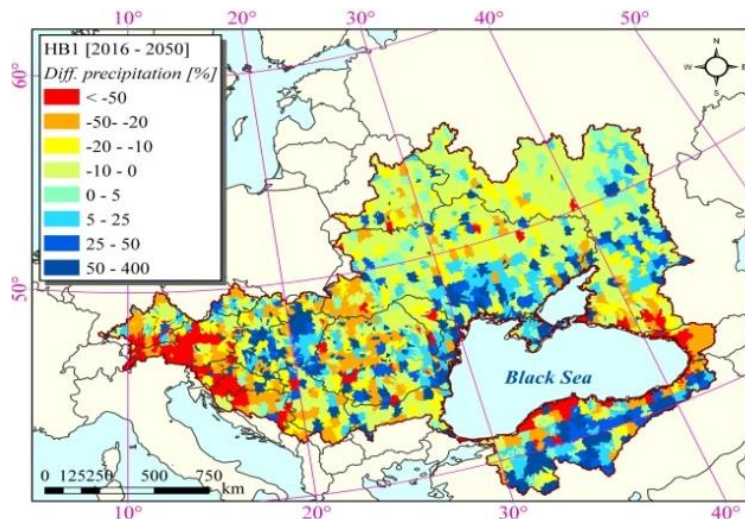 10° 20° 30° 40° 50°
HB1 [2016 - 2050]
Diff. precipitation [%]
< -50
-50- -20
-20 - -10
-10 - 0
0 - 5
5 - 25
25 - 50
50 - 400
N
W E
S
60°
50°
Black Sea
0 125250 500 750
km
10° 20° 30° 40°